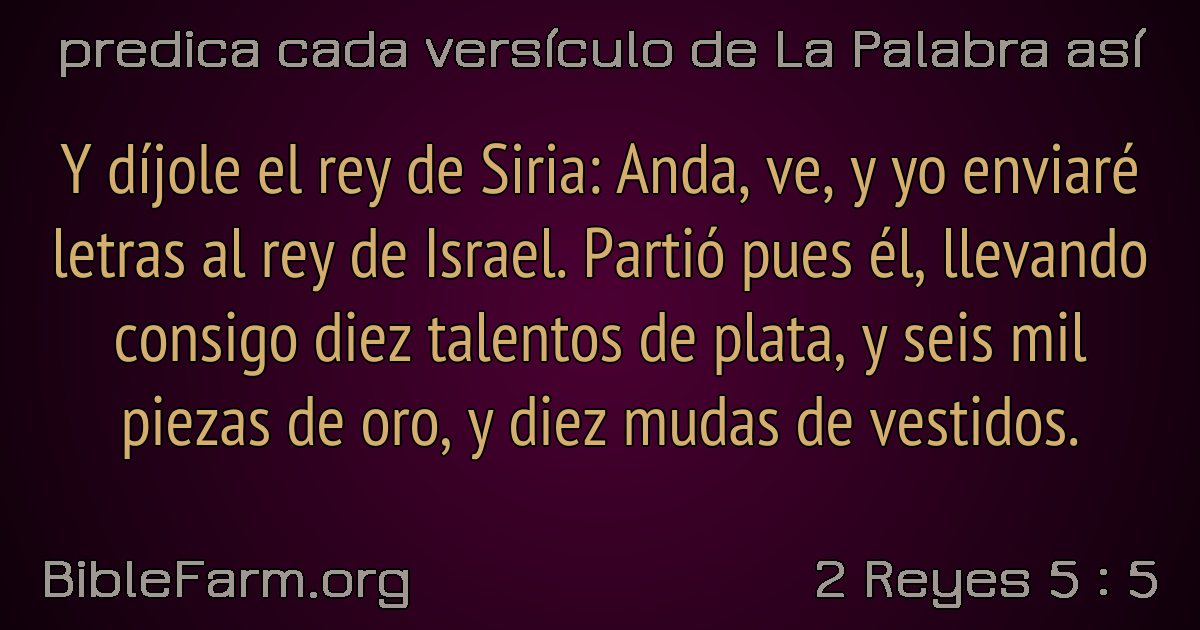 predica cada versículo de La Palabra así
Y díjole el rey de Siria: Anda, ve, y yo enviaré
letras al rey de Israel. Partió pues él, llevando
consigo diez talentos de plata, y seis mil
piezas de oro, y diez mudas de vestidos.
BibleFarm.org
2 Reyes 5 : 5